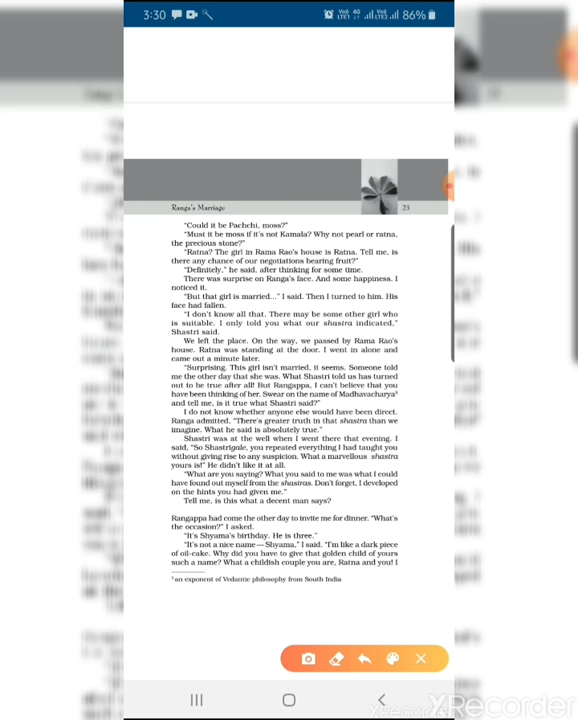 3:30
Vo) 4G Vo)
LTE1 LTE2 86%
Ranga's Marriage 23
"Could it be Pachchi, moss?"
"Must it be moss if it's not Kamala? Why not pearl or ratna,
the precious stone?"
"Ratna? The girl in Rama Rao's house is Ratna. Tell me, is
there any chance of our negotiations bearing fruit?"
"Definitely," he said, after thinking for some time.
There was surprise on Ranga's face. And some happiness. I
noticed it.
"But that girl is married..." I said. Then I turned to him. His
face had fallen.
"I don't know all that. There may be some other girl who
is suitable. I only told you what our shastra indicated,"
Shastri said.
We left the place. On the way, we passed by Rama Rao's
house. Ratna was standing at the door. I went in alone and
came out a minute later.
"Surprising. This girl isn't married, it seems. Someone told
me the other day that she was. What Shastri told us has turned
out to be true after all! But Rangappa, I can't believe that you
have been thinking of her. Swear on the name of Madhavacharya⁵
and tell me, is it true what Shastri said?"
I do not know whether anyone else would have been direct.
Ranga admitted, "There's greater truth in that shastra than we
imagine. What he said is absolutely true."
Shastri was at the well when I went there that evening. I
said, "So Shastrigale, you repeated everything I had taught you
without giving rise to any suspicion. What a marvellous shastra
yours is!" He didn't like it at all.
"What are you saying? What you said to me was what I could
have found out myself from the shastras. Don't forget, I developed
on the hints you had given me."
Tell me, is this what a decent man says?
Rangappa had come the other day to invite me for dinner. "What's
the occasion?" I asked.
"It's Shyama's birthday. He is three."
"It's not a nice name — Shyama," I said. "I'm like a dark piece
of oil-cake. Why did you have to give that golden child of yours
such a name? What a childish couple you are, Ratna and you! I
⁵ an exponent of Vedantic philosophy from South India
XRecorder